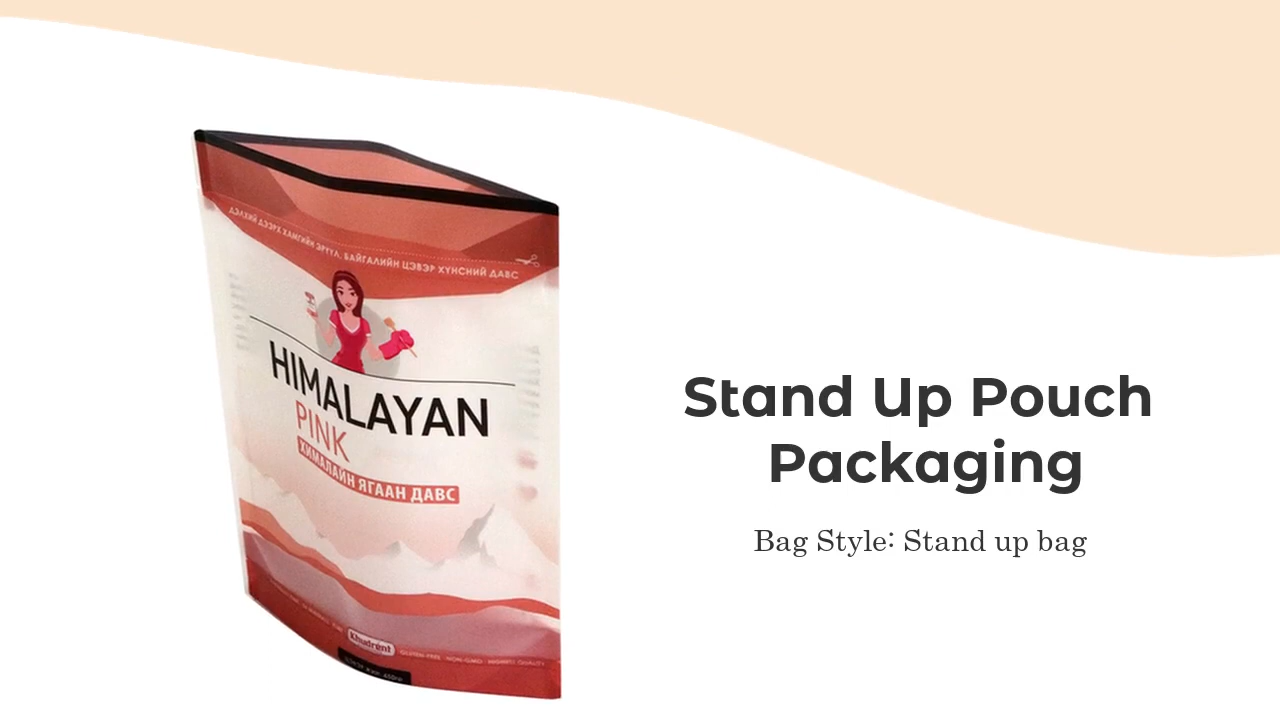 ДЭЛХИЙ ДЭЭРХ ХАМГИЙН ЭРҮҮЛ, БАЙГАЛИЙН ЦЭВЭР ХҮНСНИЙ ДАВС
HIMALAYAN
PINK
ХИМАЛАЙН ЯГААН ДАВС
GLUTEN-FREE · NON-GMO · HIGHEST QUALITY
Stand Up Pouch
Packaging
Bag Style: Stand up bag